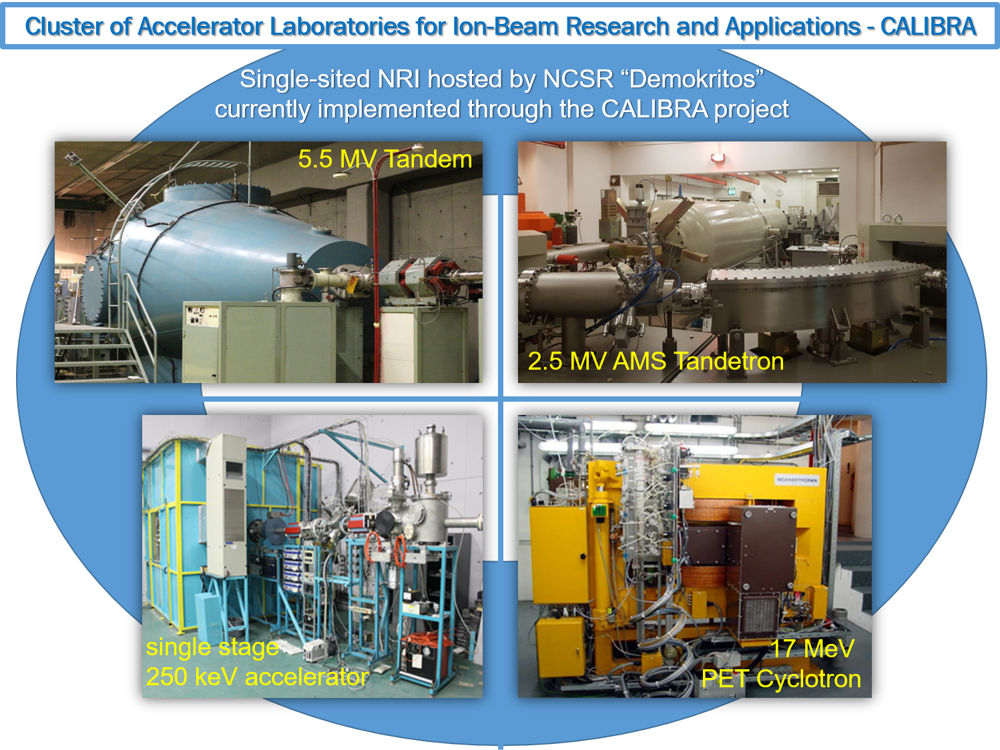 Cluster of Accelerator Laboratories for Ion-Beam Research and Applications - CALIBRA
Single-sited NRI hosted by NCSR “Demokritos”
currently implemented through the CALIBRA project
5.5 MV Tandem
2.5 MV AMS Tandetron
single stage
250 keV accelerator
SCANDITRONIX
17 MeV
PET Cyclotron